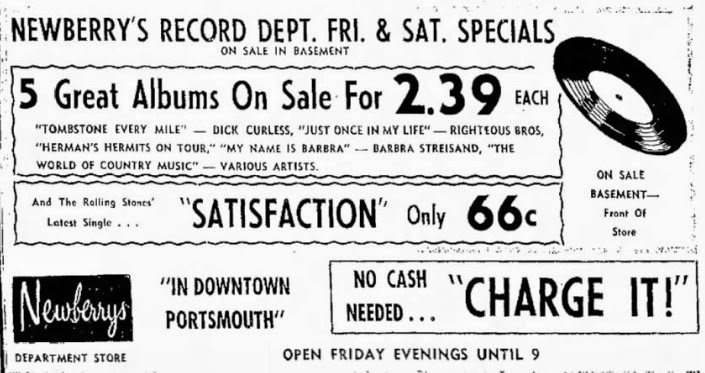 NEWBERRY'S RECORD DEPT. FRI. & SAT. SPECIALS
ON SALE IN BASEMENT
5 Great Albums On Sale For 2.39 EACH
"TOMBSTONE EVERY MILE" — DICK CURLESS, "JUST ONCE IN MY LIFE" — RIGHTEOUS BROS,
"HERMAN'S HERMITS ON TOUR," "MY NAME IS BARBRA" — BARBRA STREISAND, "THE
WORLD OF COUNTRY MUSIC" — VARIOUS ARTISTS.
ON SALE
BASEMENT—
Front Of
Store
And The Rolling Stones'
Latest Single . . .
"SATISFACTION" Only 66c
Newberrys
DEPARTMENT STORE
"IN DOWNTOWN
PORTSMOUTH"
NO CASH
NEEDED . . .
"CHARGE IT!"
OPEN FRIDAY EVENINGS UNTIL 9